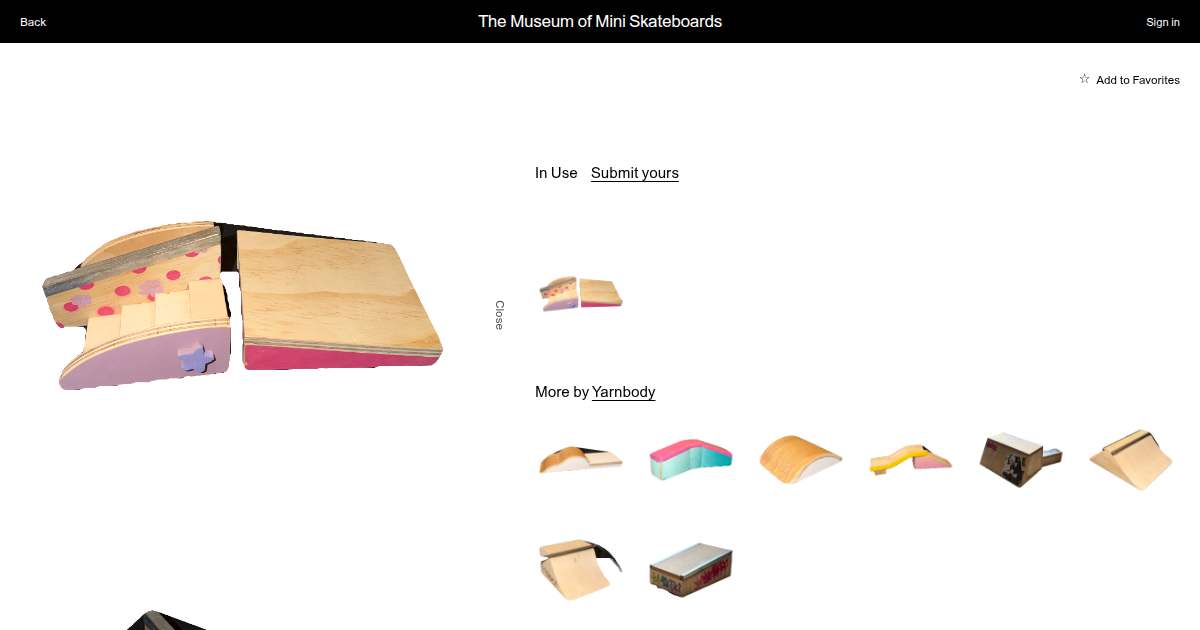 Back
The Museum of Mini Skateboards
Sign in
☆ Add to Favorites
In Use Submit yours
Close
More by Yarnbody